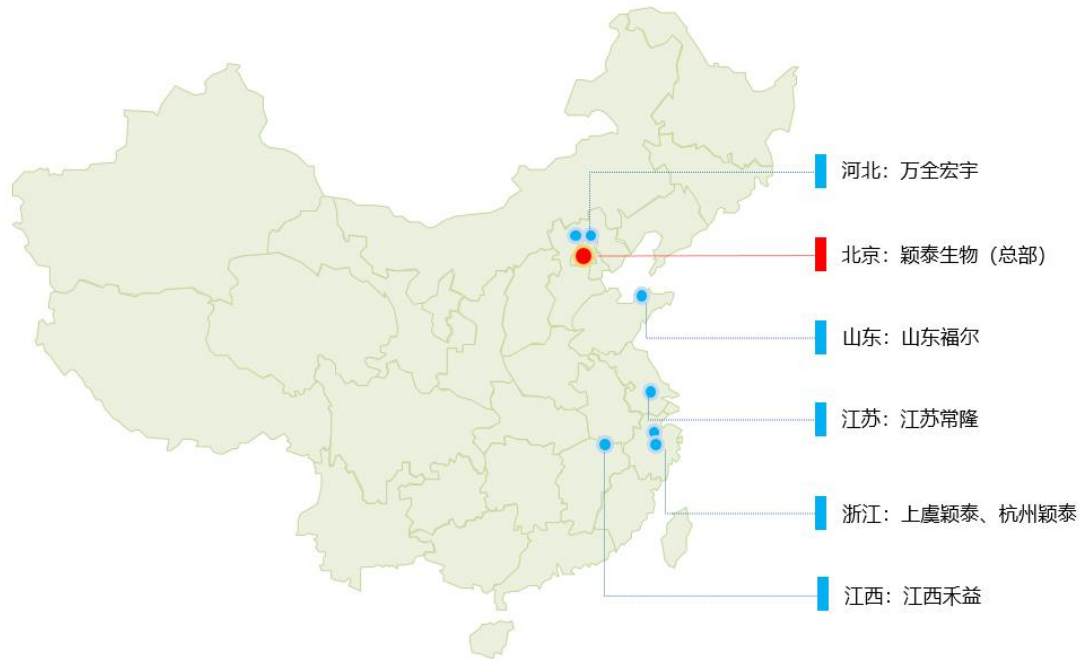 河北：万全宏宇
北京：颖泰生物（总部）
山东：山东福尔
江苏：江苏常隆
浙江：上虞颖泰、杭州颖泰
江西：江西禾益